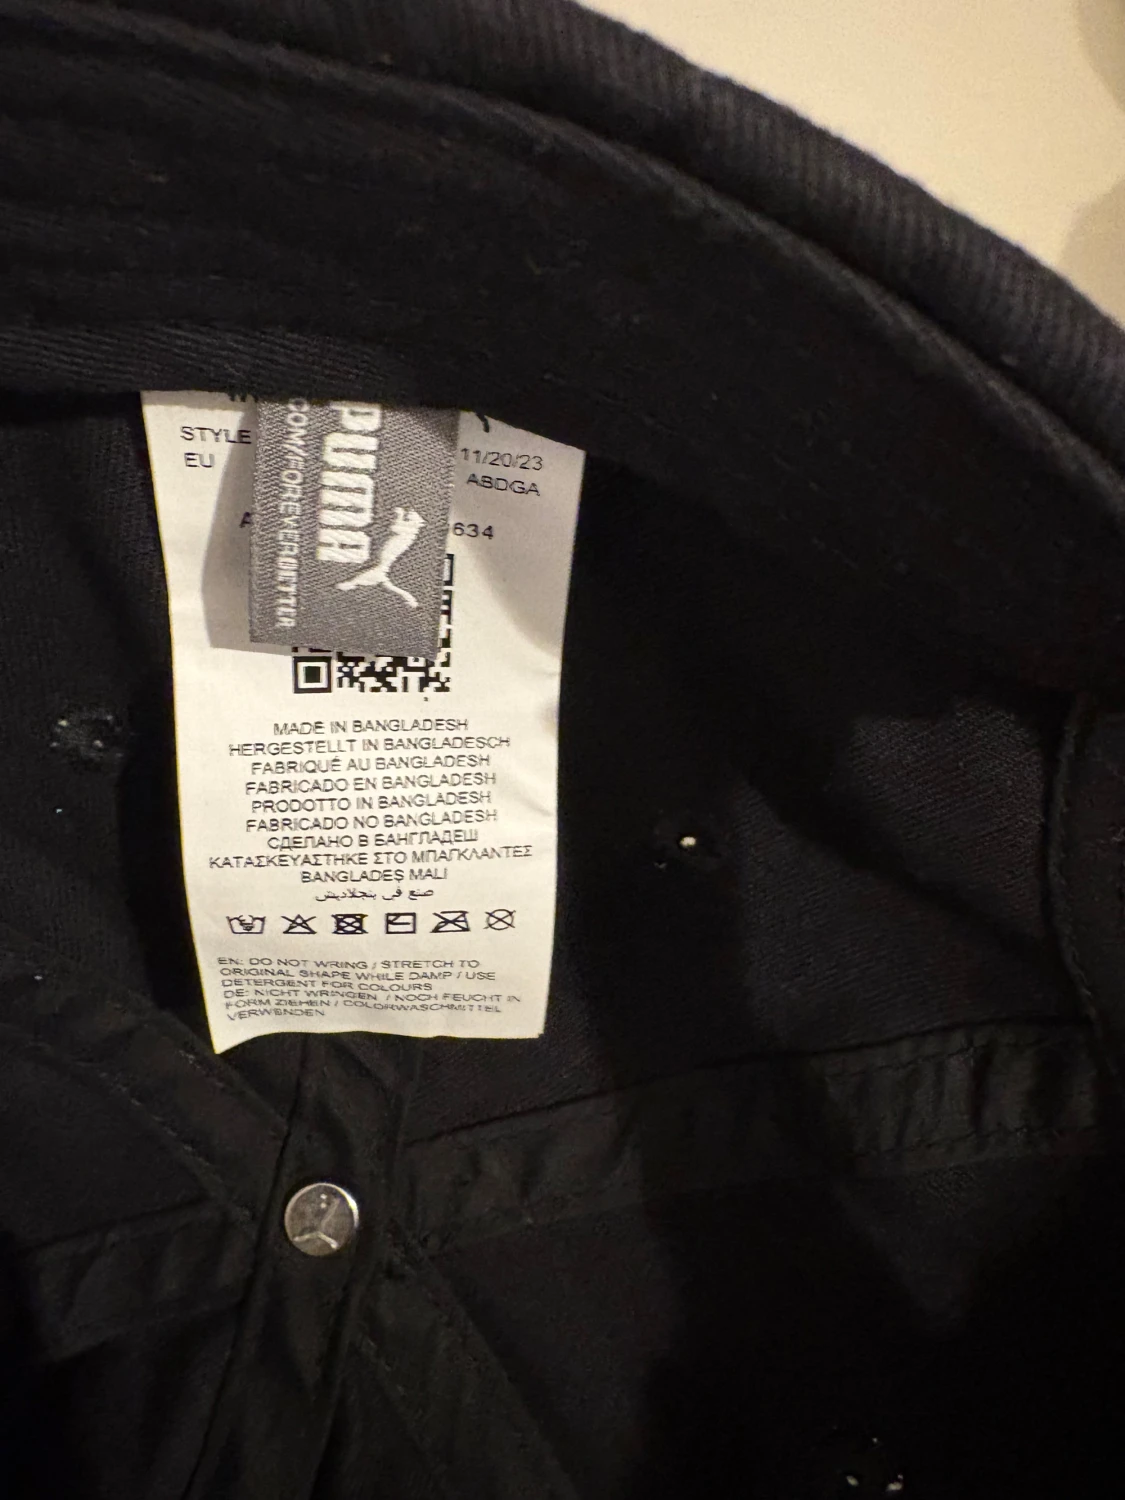 STYLE
11/20/23
EU
ABDGA
634
PUMA
.COM/FOREVERBETTER
MADE IN BANGLADESH
HERGESTELLT IN BANGLADESCH
FABRIQUÉ AU BANGLADESH
FABRICADO EN BANGLADESH
PRODOTTO IN BANGLADESH
FABRICADO NO BANGLADESH
СДЕЛАНО В БАНГЛАДЕШ
ΚΑΤΑΣΚΕΥΑΣΤΗΚΕ ΣΤΟ ΜΠΑΓΚΛΑΝΤΕΣ
BANGLADEŞ MALI
صنع في بنجلاديش
EN: DO NOT WRING / STRETCH TO
ORIGINAL SHAPE WHILE DAMP / USE
DETERGENT FOR COLOURS
DE: NICHT WRINGEN / NOCH FEUCHT IN
FORM ZIEHEN / COLORWASCHMITTEL
VERWENDEN